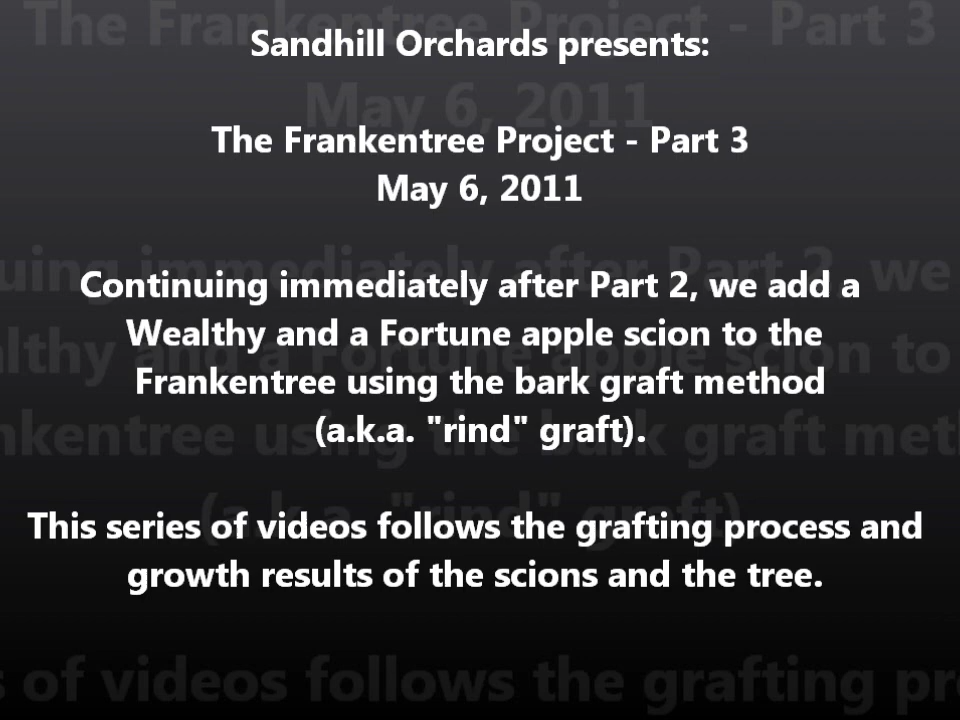 Sandhill Orchards presents:
The Frankentree Project - Part 3
May 6, 2011
Continuing immediately after Part 2, we add a
Wealthy and a Fortune apple scion to the
Frankentree using the bark graft method
(a.k.a. "rind" graft).
This series of videos follows the grafting process and
growth results of the scions and the tree.